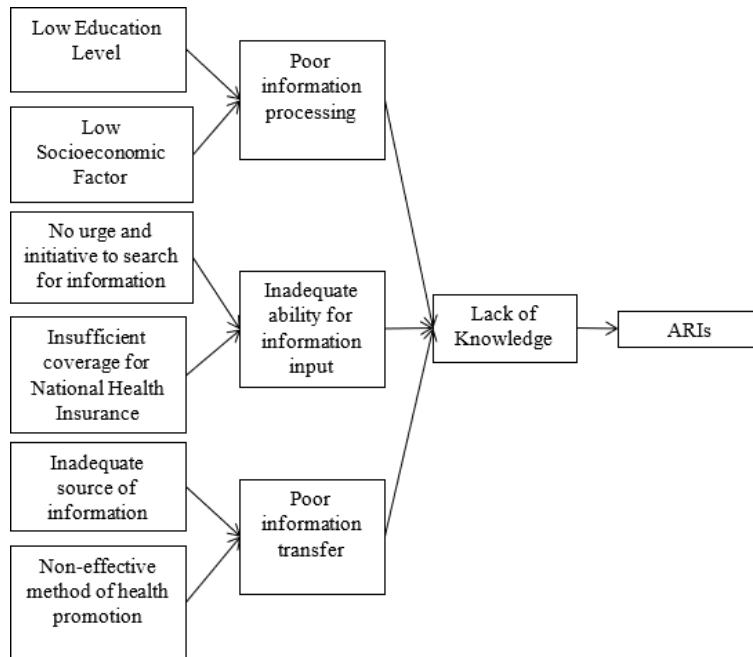 Low Education
Level
Low
Socioeconomic
Factor
No urge and
initiative to search
for information
Insufficient
coverage for
National Health
Insurance
Inadequate
source of
information
Non-effective
method of health
promotion
Poor
information
processing
Inadequate
ability for
information
input
Poor
information
transfer
Lack of
Knowledge
ARIs